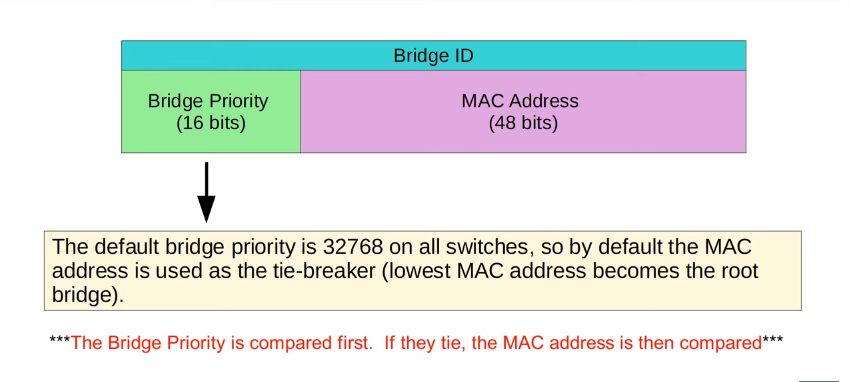 Bridge ID
Bridge Priority
(16 bits)
MAC Address
(48 bits)
The default bridge priority is 32768 on all switches, so by default the MAC
address is used as the tie-breaker (lowest MAC address becomes the root
bridge).
***The Bridge Priority is compared first.  If they tie, the MAC address is then compared***